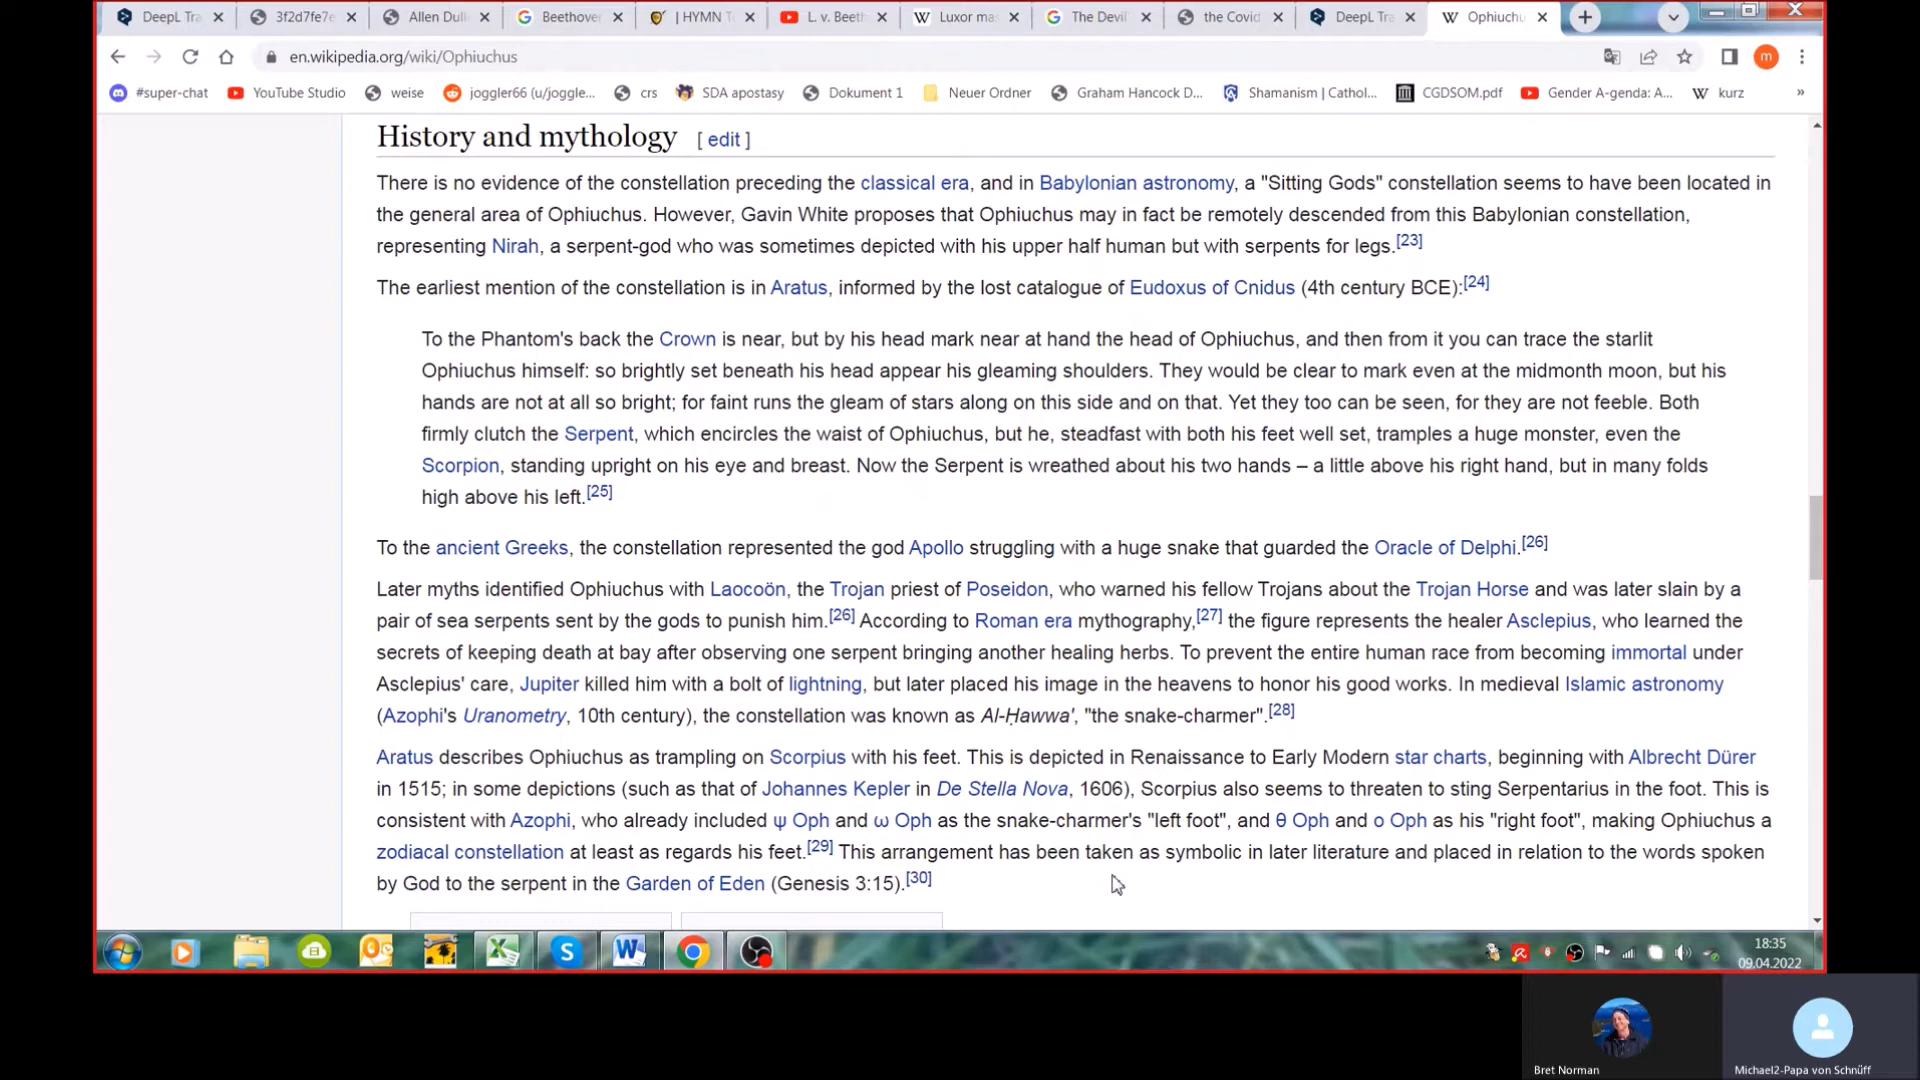 DeepL Tra
3f2d7fe7e
Allen Dull
Beethove
| HYMN T
L. v. Beeth
Luxor mas
The Devil
the Covid
DeepL Tra
Ophiuchu
en.wikipedia.org/wiki/Ophiuchus
m
#super-chat
YouTube Studio
weise
joggler66 (u/joggle...
crs
SDA apostasy
Dokument 1
Neuer Ordner
Graham Hancock D...
Shamanism | Cathol...
CGDSOM.pdf
Gender A-genda: A...
kurz
»
History and mythology [ edit ]
There is no evidence of the constellation preceding the classical era, and in Babylonian astronomy, a "Sitting Gods" constellation seems to have been located in
the general area of Ophiuchus. However, Gavin White proposes that Ophiuchus may in fact be remotely descended from this Babylonian constellation,
representing Nirah, a serpent-god who was sometimes depicted with his upper half human but with serpents for legs.[23]
The earliest mention of the constellation is in Aratus, informed by the lost catalogue of Eudoxus of Cnidus (4th century BCE):[24]
To the Phantom's back the Crown is near, but by his head mark near at hand the head of Ophiuchus, and then from it you can trace the starlit
Ophiuchus himself: so brightly set beneath his head appear his gleaming shoulders. They would be clear to mark even at the midmonth moon, but his
hands are not at all so bright; for faint runs the gleam of stars along on this side and on that. Yet they too can be seen, for they are not feeble. Both
firmly clutch the Serpent, which encircles the waist of Ophiuchus, but he, steadfast with both his feet well set, tramples a huge monster, even the
Scorpion, standing upright on his eye and breast. Now the Serpent is wreathed about his two hands – a little above his right hand, but in many folds
high above his left.[25]
To the ancient Greeks, the constellation represented the god Apollo struggling with a huge snake that guarded the Oracle of Delphi.[26]
Later myths identified Ophiuchus with Laocoön, the Trojan priest of Poseidon, who warned his fellow Trojans about the Trojan Horse and was later slain by a
pair of sea serpents sent by the gods to punish him.[26] According to Roman era mythography,[27] the figure represents the healer Asclepius, who learned the
secrets of keeping death at bay after observing one serpent bringing another healing herbs. To prevent the entire human race from becoming immortal under
Asclepius' care, Jupiter killed him with a bolt of lightning, but later placed his image in the heavens to honor his good works. In medieval Islamic astronomy
(Azophi's Uranometry, 10th century), the constellation was known as Al-Ḥawwa', "the snake-charmer".[28]
Aratus describes Ophiuchus as trampling on Scorpius with his feet. This is depicted in Renaissance to Early Modern star charts, beginning with Albrecht Dürer
in 1515; in some depictions (such as that of Johannes Kepler in De Stella Nova, 1606), Scorpius also seems to threaten to sting Serpentarius in the foot. This is
consistent with Azophi, who already included ψ Oph and ω Oph as the snake-charmer's "left foot", and θ Oph and ο Oph as his "right foot", making Ophiuchus a
zodiacal constellation at least as regards his feet.[29] This arrangement has been taken as symbolic in later literature and placed in relation to the words spoken
by God to the serpent in the Garden of Eden (Genesis 3:15).[30]
18:35
09.04.2022
Bret Norman
Michael2-Papa von Schnüff